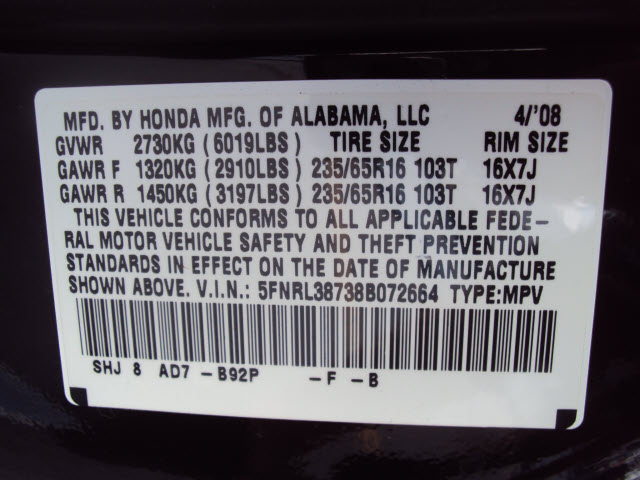 MFD. BY HONDA MFG. OF ALABAMA, LLC 4/'08
GVWR 2730KG (6019LBS) TIRE SIZE RIM SIZE
GAWR F 1320KG (2910LBS) 235/65R16 103T 16X7J
GAWR R 1450KG (3197LBS) 235/65R16 103T 16X7J
THIS VEHICLE CONFORMS TO ALL APPLICABLE FEDE-
RAL MOTOR VEHICLE SAFETY AND THEFT PREVENTION
STANDARDS IN EFFECT ON THE DATE OF MANUFACTURE
SHOWN ABOVE. V.I.N.: 5FNRL38738B072664 TYPE:MPV
SHJ 8 AD7 -B92P -F -B